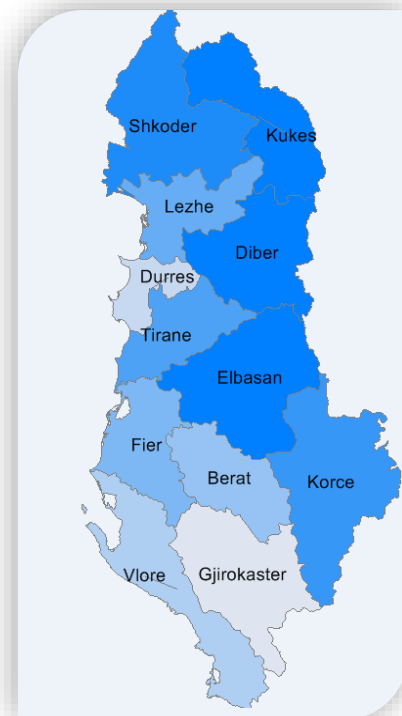 Shkoder
Kukes
Lezhe
Diber
Durres
Tirane
Elbasan
Fier
Berat
Korce
Vlore
Gjirokaster